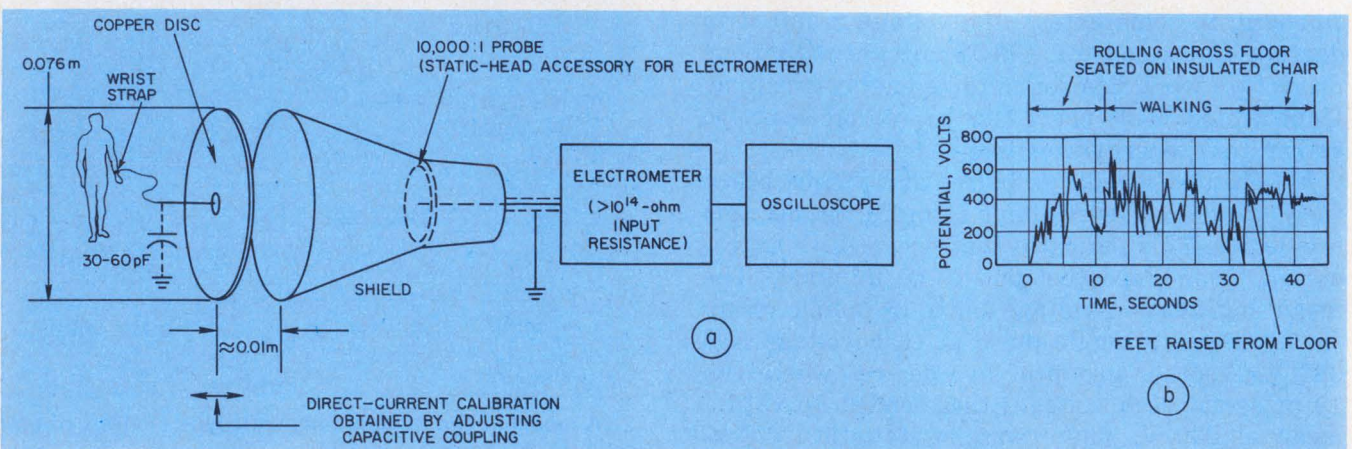 COPPER DISC
0.076 m
WRIST
STRAP
30-60 pF
10,000:1 PROBE
(STATIC-HEAD ACCESSORY FOR ELECTROMETER)
SHIELD
≈0.01m
DIRECT-CURRENT CALIBRATION
OBTAINED BY ADJUSTING
CAPACITIVE COUPLING
ELECTROMETER
(>10¹⁴-ohm
INPUT
RESISTANCE)
OSCILLOSCOPE
a
ROLLING ACROSS FLOOR
SEATED ON INSULATED CHAIR
WALKING
POTENTIAL, VOLTS
800
600
400
200
0
0 10 20 30 40
TIME, SECONDS
FEET RAISED FROM FLOOR
b